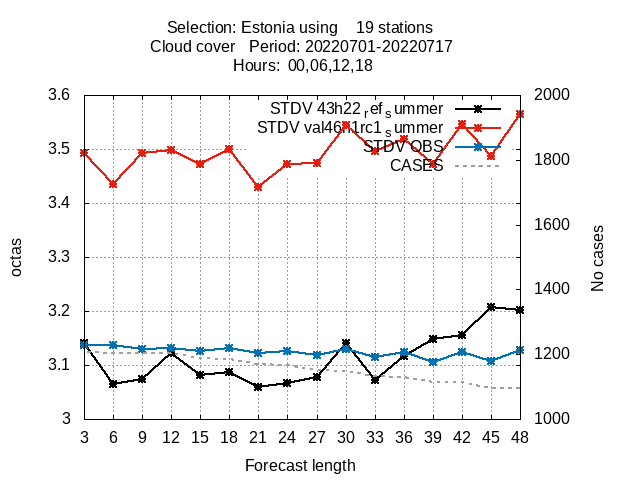 Selection: Estonia using 19 stations
Cloud cover Period: 20220701-20220717
Hours: 00,06,12,18
STDV 43h22ref summer
STDV summer
STDV OBS
CASES
3.6
3.5
3.4
3.3
3.2
3.1
3
2000
1800
1600
1400
1200
1000
octas
No cases
3 6 9 12 15 18 21 24 27 30 33 36 39 42 45 48
Forecast length